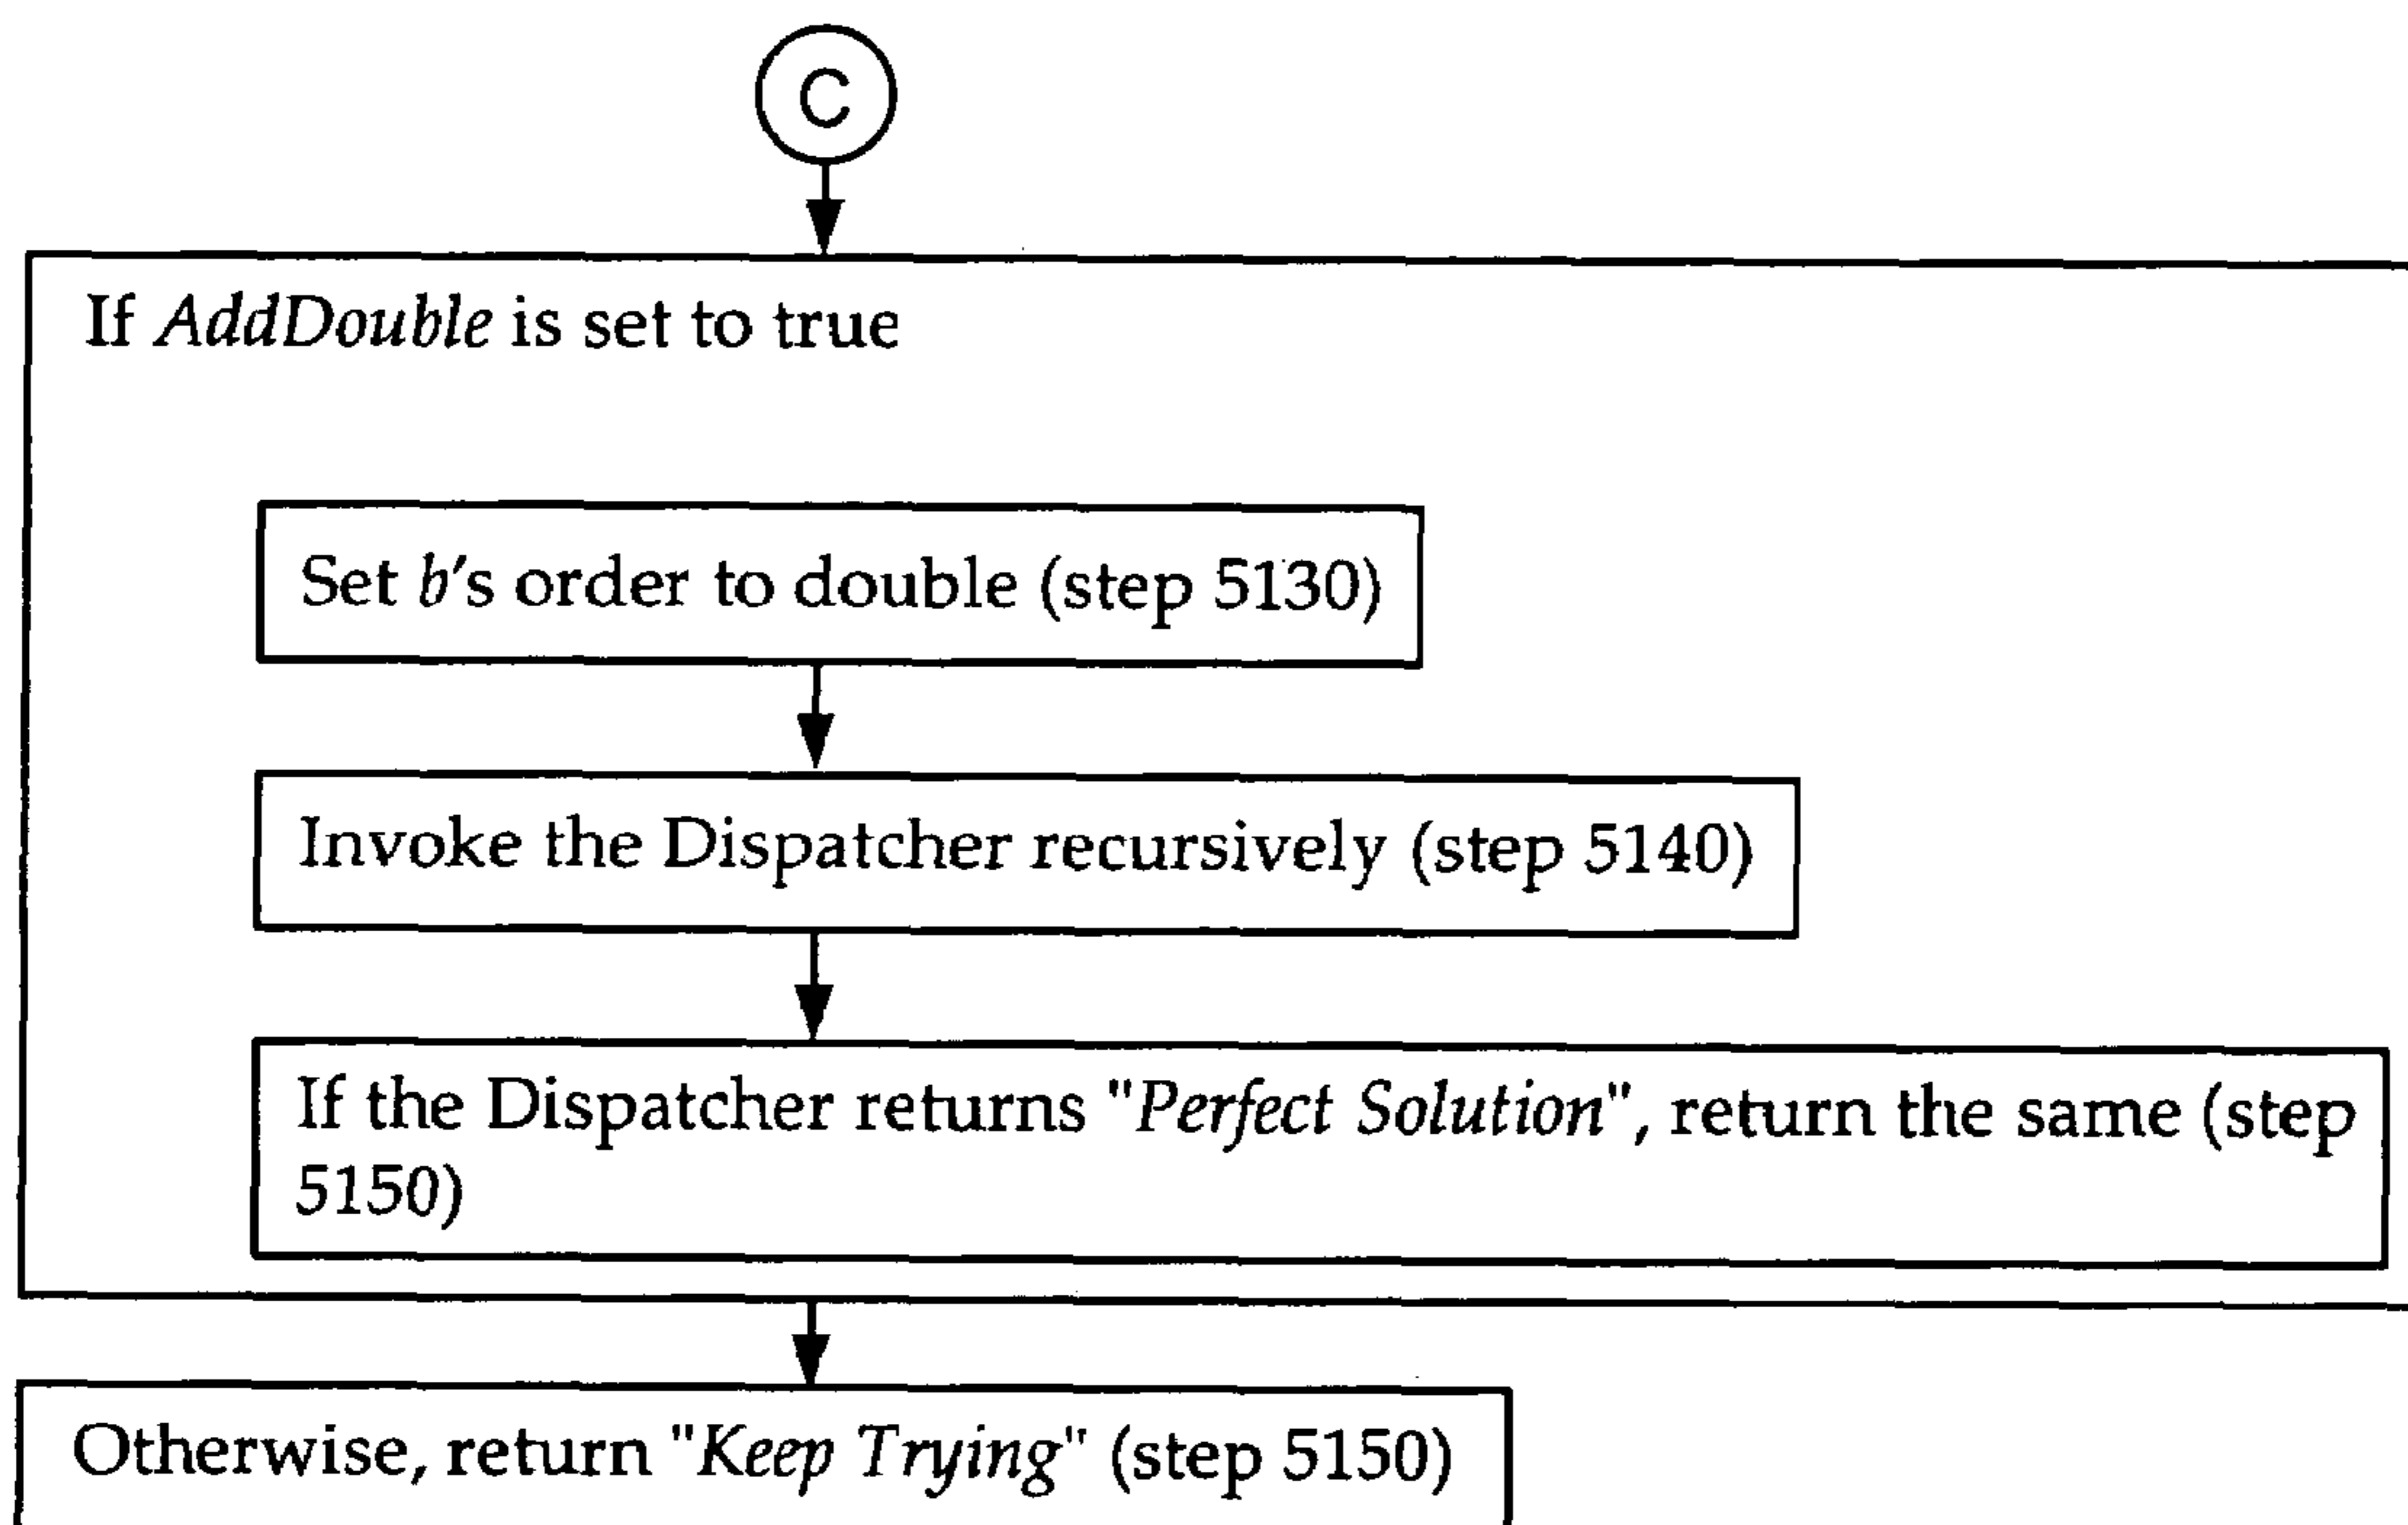 C
If AddDouble is set to true
Set b's order to double (step 5130)
Invoke the Dispatcher recursively (step 5140)
If the Dispatcher returns "Perfect Solution", return the same (step
5150)
Otherwise, return "Keep Trying" (step 5150)